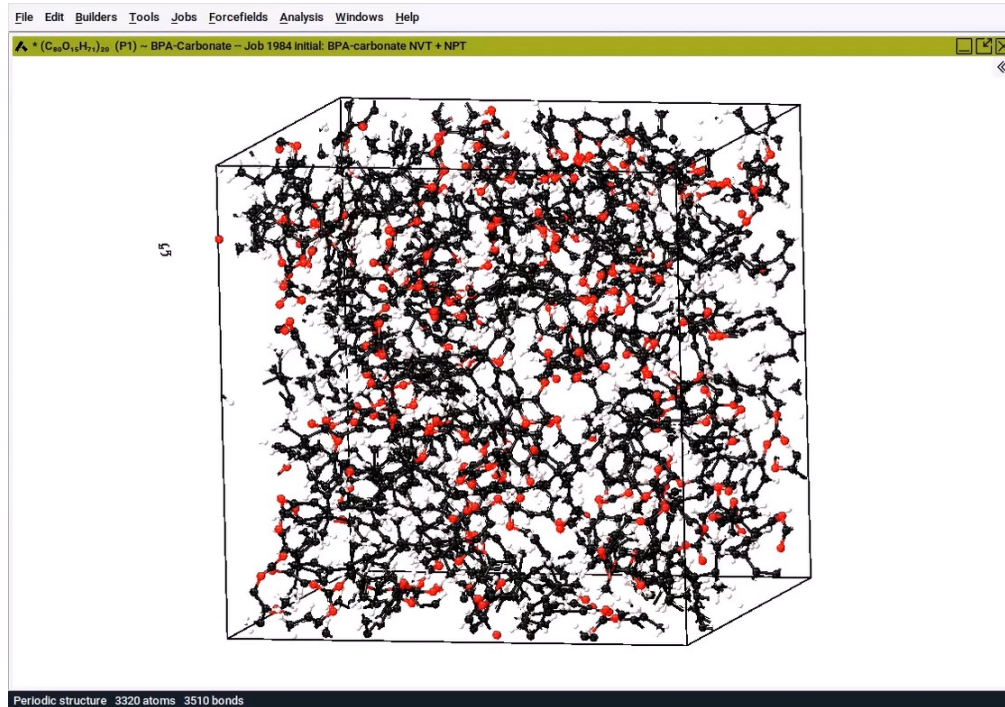 File Edit Builders Tools Jobs Forcefields Analysis Windows Help
* (C₈₀O₁₅H₇₁)₂₀ (P1) ~ BPA-Carbonate -- Job 1984 initial: BPA-carbonate NVT + NPT
Periodic structure 3320 atoms 3510 bonds